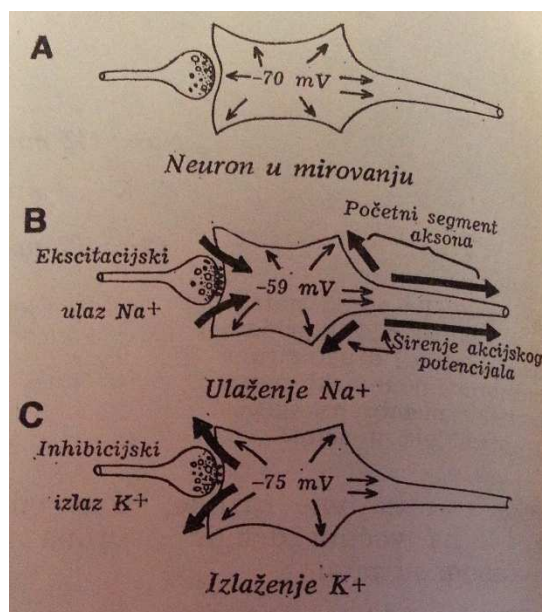 A
-70 mV
Neuron u mirovanju
B
Početni segment
aksona
Ekscitacijski
ulaz Na+
-59 mV
Širenje akcijskog
potencijala
Ulaženje Na+
C
Inhibicijski
izlaz K+
-75 mV
Izlaženje K+